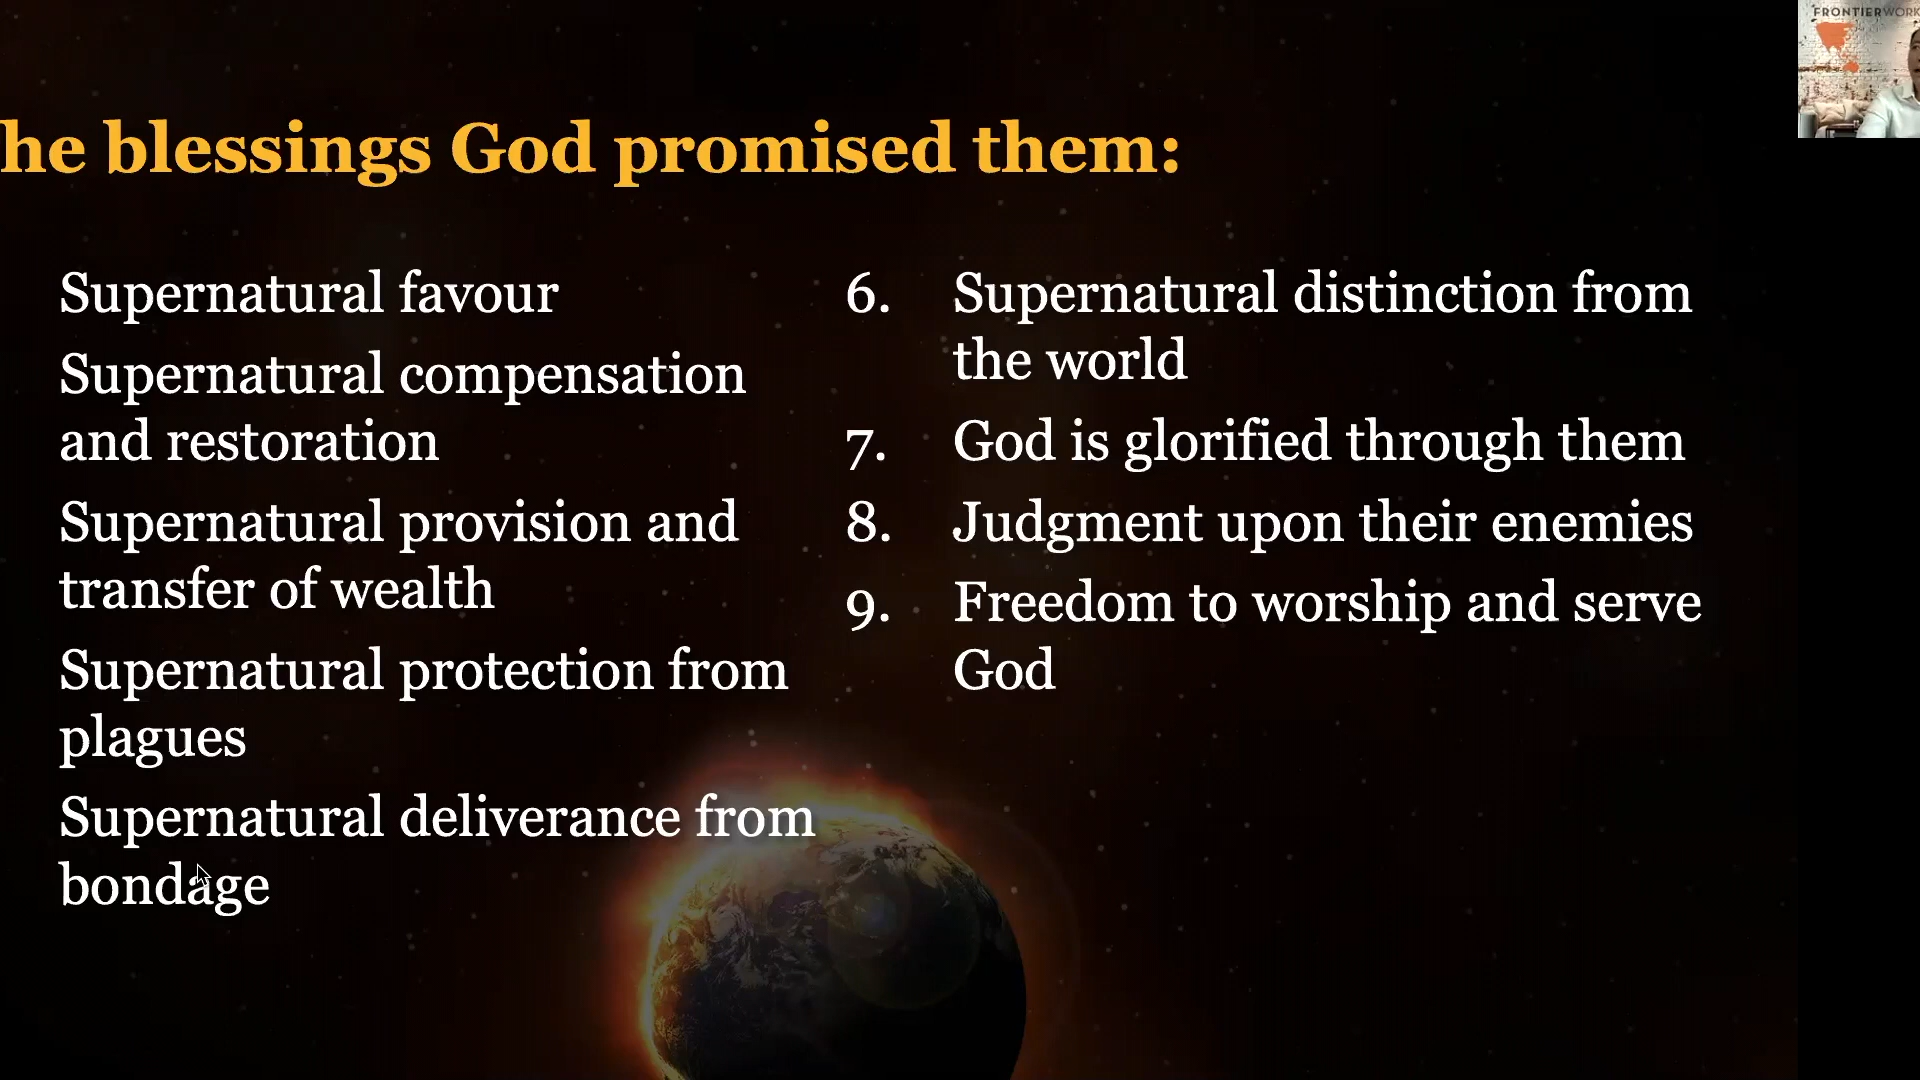 he blessings God promised them:
Supernatural favour
Supernatural compensation
and restoration
Supernatural provision and
transfer of wealth
Supernatural protection from
plagues
Supernatural deliverance from
bondage
6. Supernatural distinction from
the world
7. God is glorified through them
8. Judgment upon their enemies
9. Freedom to worship and serve
God
FRONTIERWORK